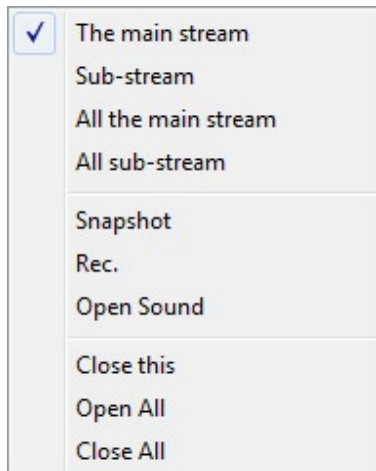 The main stream
Sub-stream
All the main stream
All sub-stream
Snapshot
Rec.
Open Sound
Close this
Open All
Close All